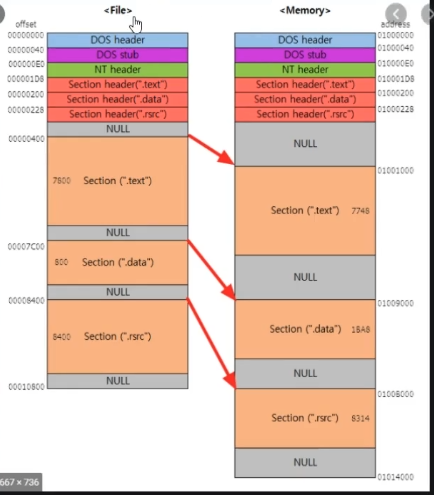 <File>
<Memory>
offset
address
00000000
DOS header
DOS header
01000000
00000040
DOS stub
DOS stub
01000040
000000E0
NT header
NT header
010000E0
000001D8
Section header(".text")
Section header(".text")
010001D8
00000200
Section header(".data")
Section header(".data")
01000200
00000228
Section header(".rsrc")
Section header(".rsrc")
01000228
NULL
NULL
00000400
01001000
7800 Section (".text")
Section (".text") 7748
NULL
00007C00
NULL
800 Section (".data")
NULL
01009000
00008400
Section (".data") 18A8
8400 Section (".rsrc")
NULL
NULL
00010800
0100B000
Section (".rsrc") 8314
NULL
01014000
667 × 736